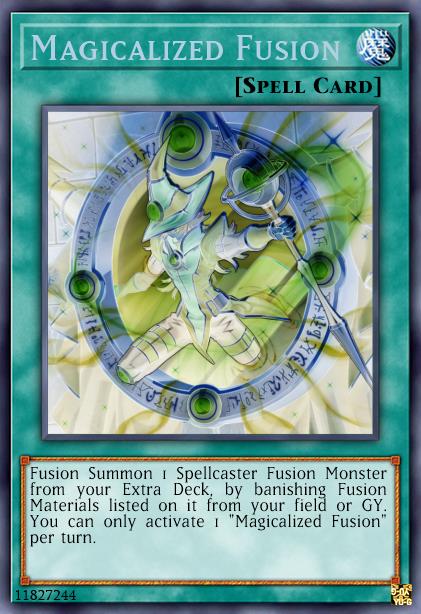 Magicalized Fusion
魔
[Spell Card]
Fusion Summon 1 Spellcaster Fusion Monster
from your Extra Deck, by banishing Fusion
Materials listed on it from your field or GY.
You can only activate 1 "Magicalized Fusion"
per turn.
11827244